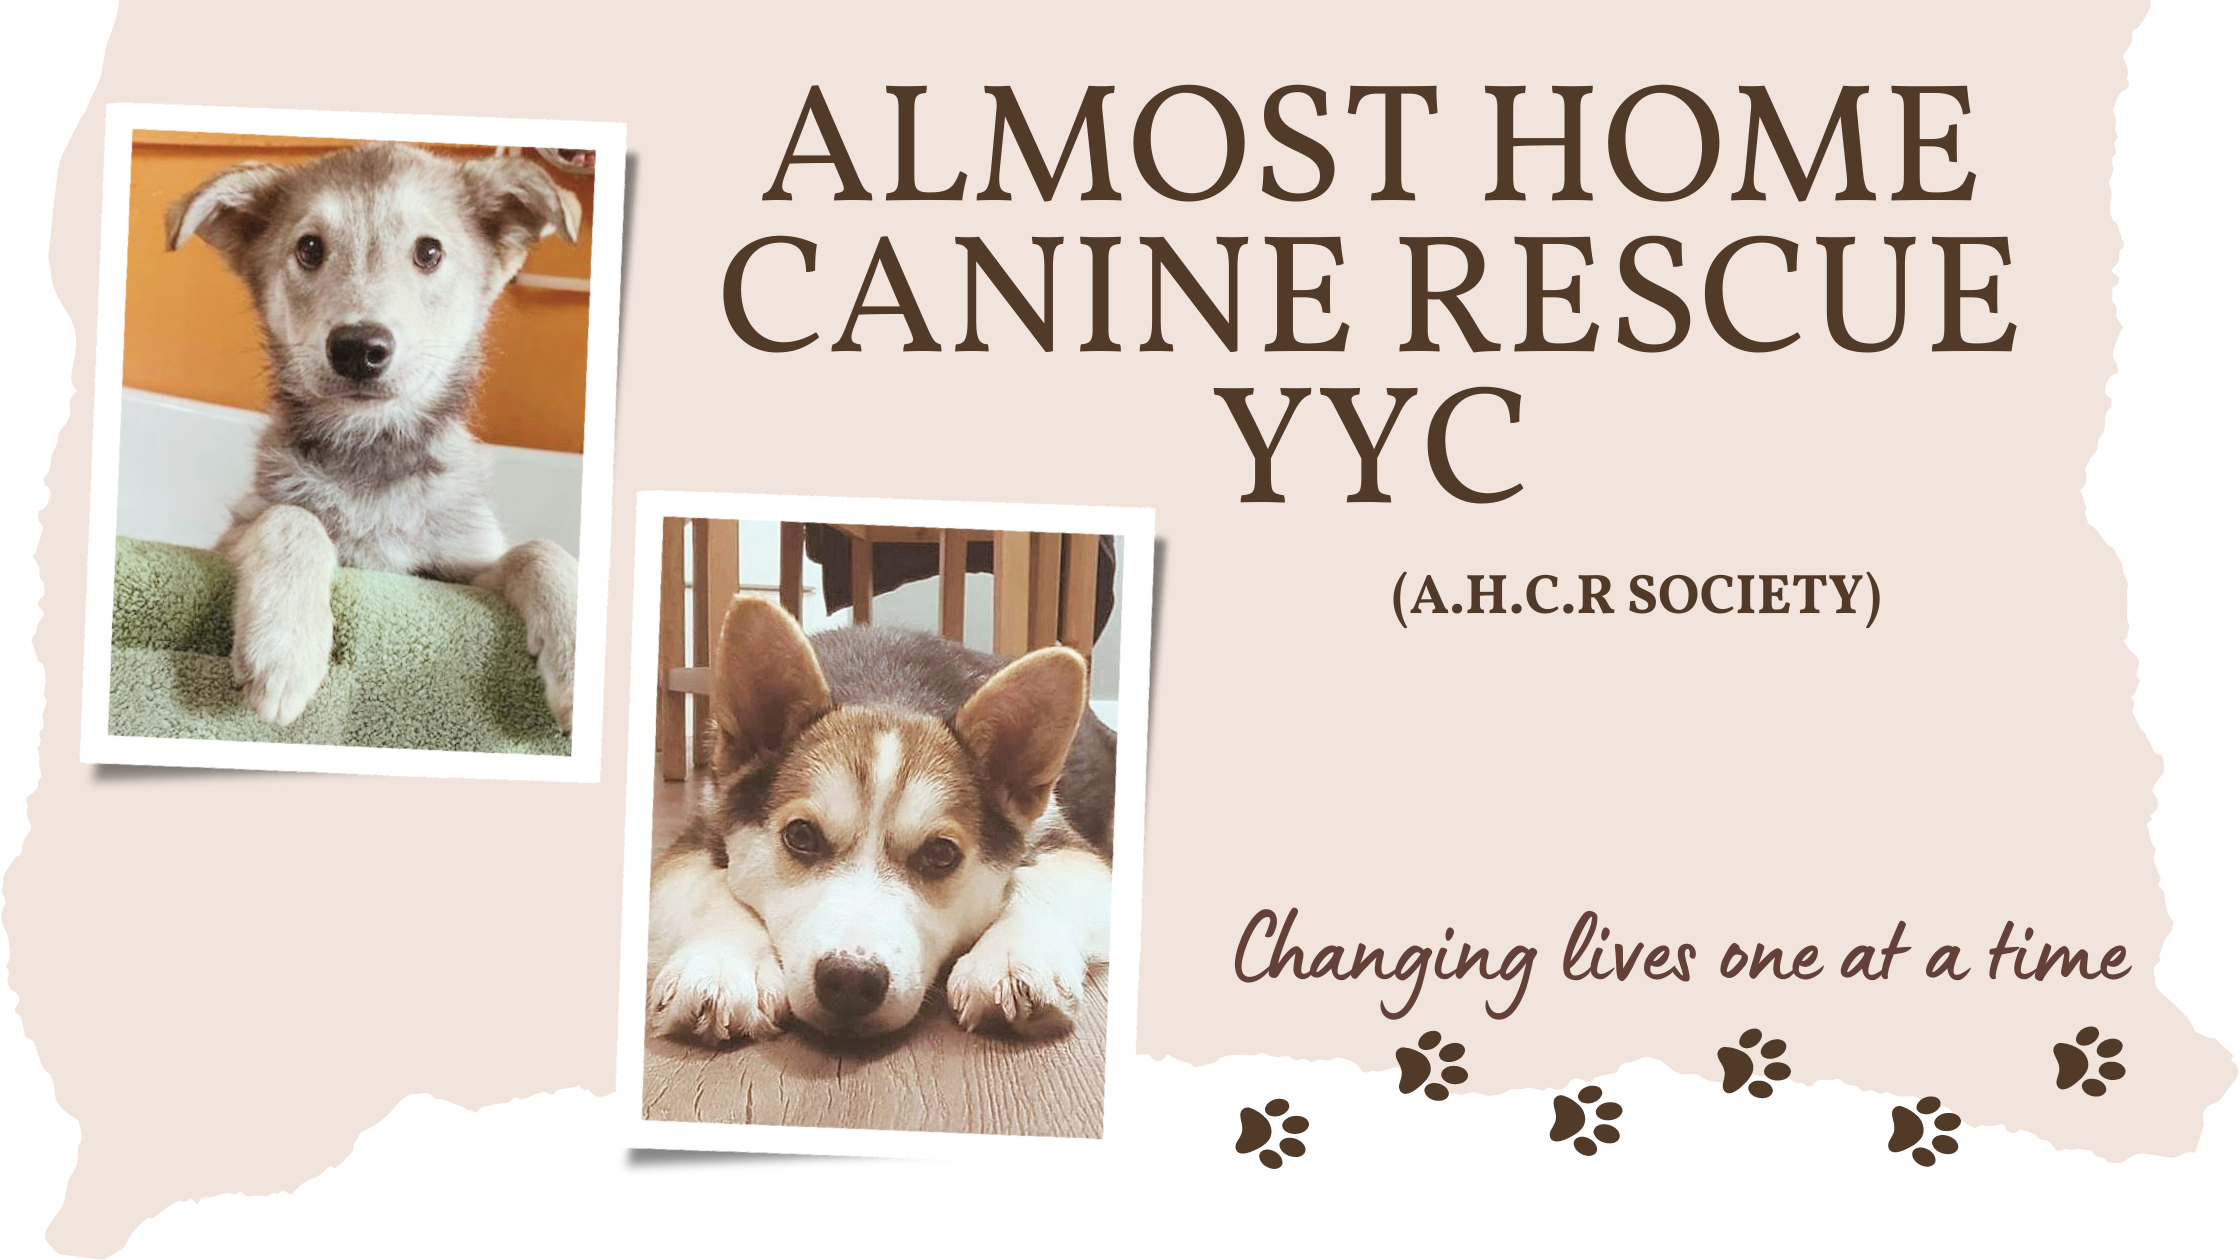 ALMOST HOME
CANINE RESCUE
YYC
(A.H.C.R SOCIETY)
Changing lives one at a time